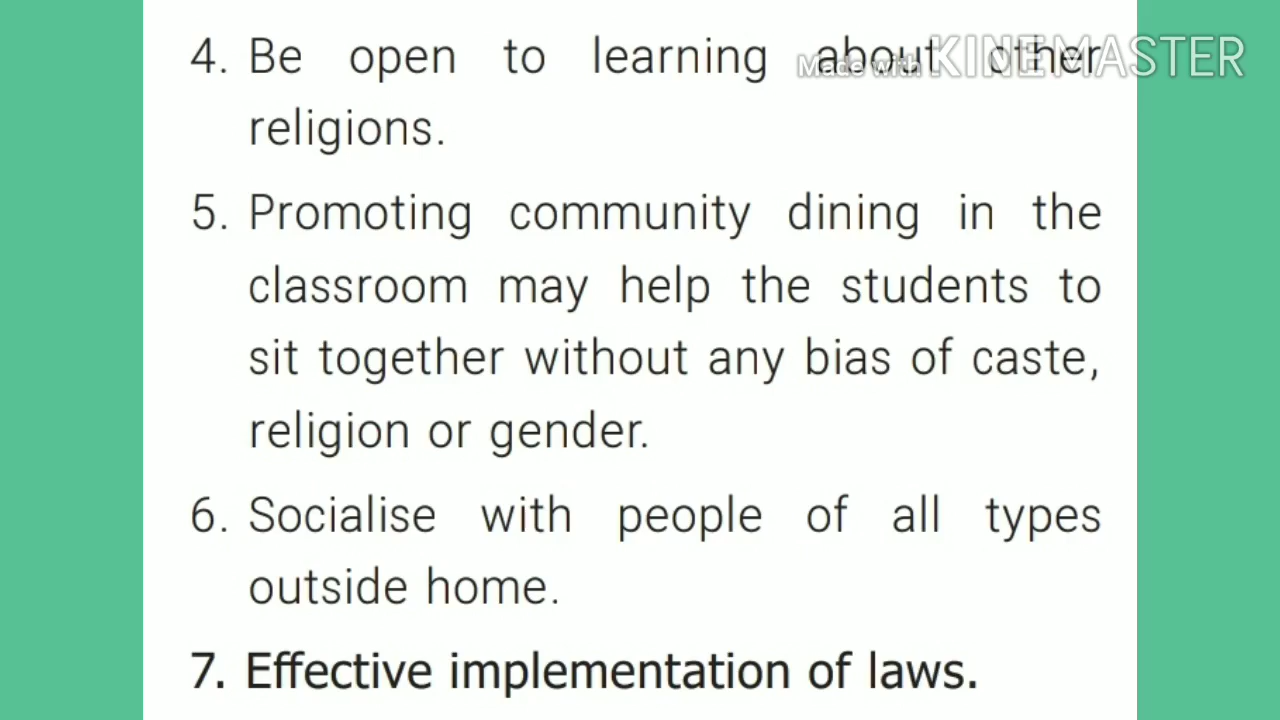 4. Be open to learning about other
religions.
5. Promoting community dining in the
classroom may help the students to
sit together without any bias of caste,
religion or gender.
6. Socialise with people of all types
outside home.
7. Effective implementation of laws.
Made with KINEMASTER